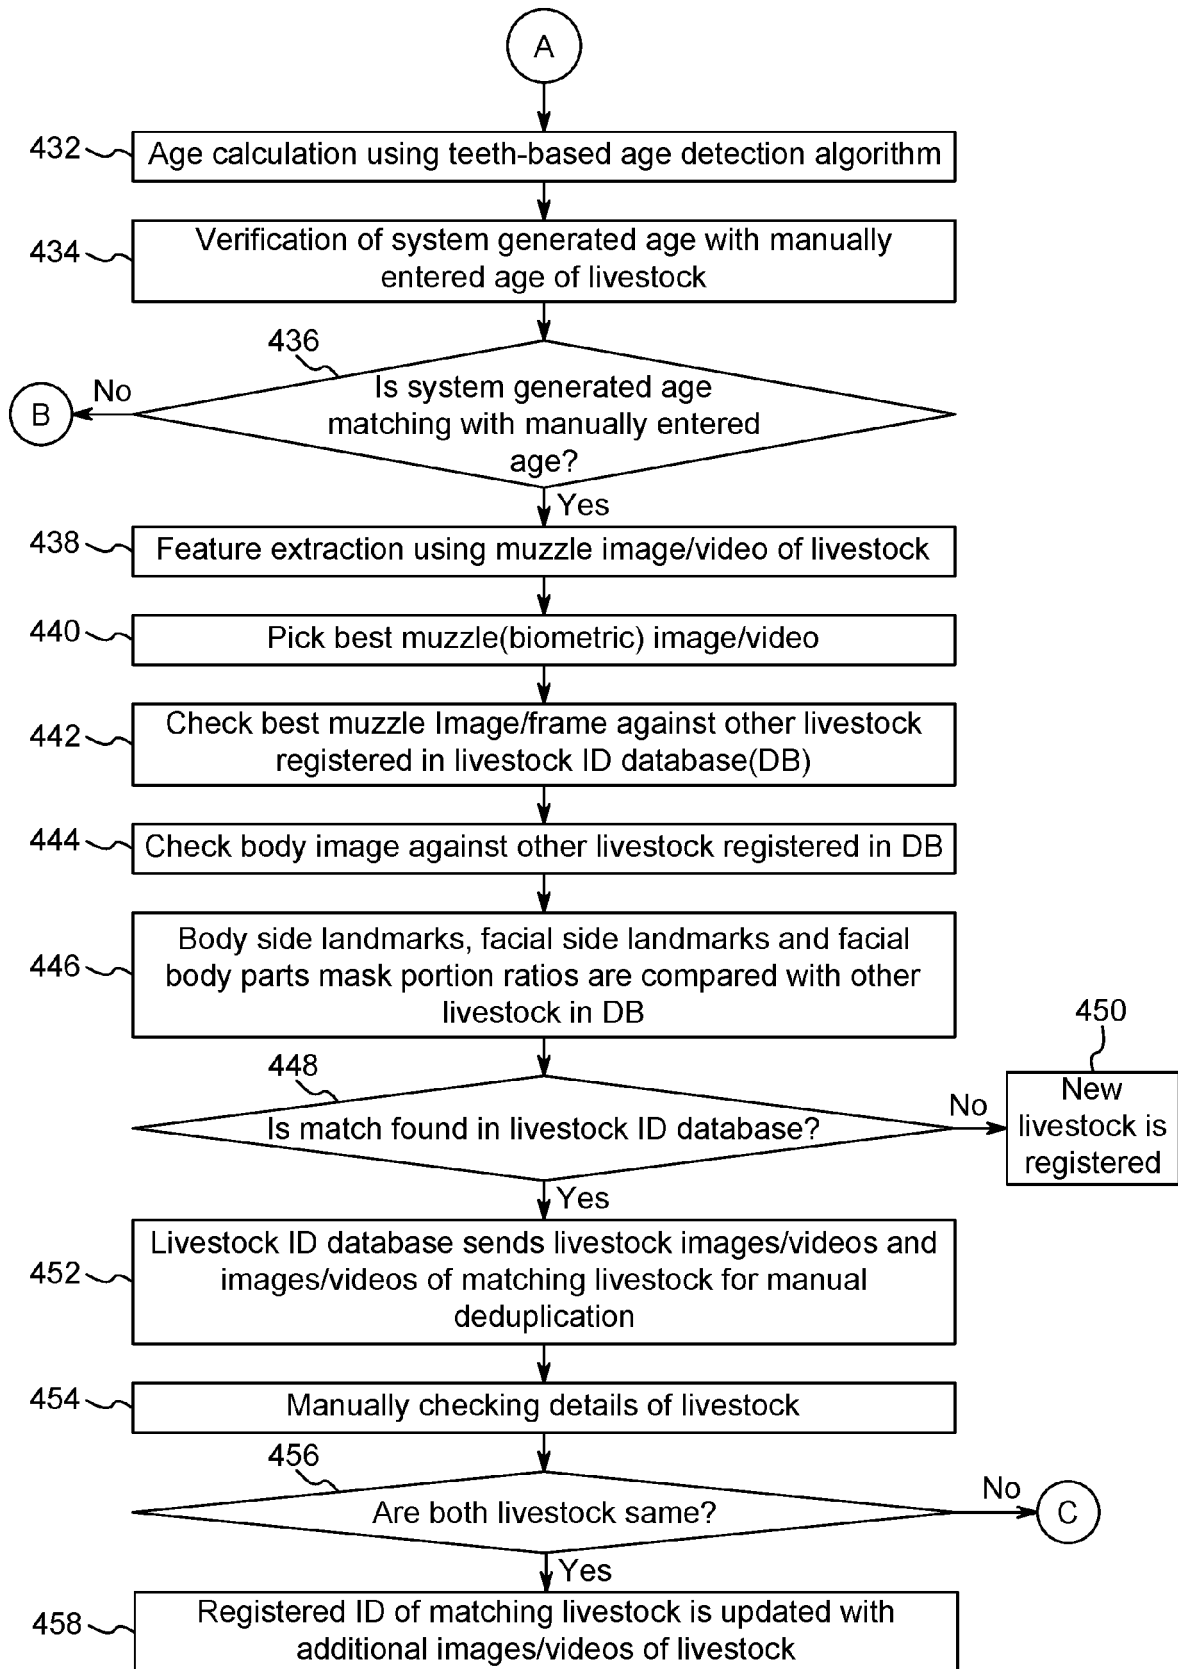 A
432
Age calculation using teeth-based age detection algorithm
434
Verification of system generated age with manually
entered age of livestock
436
Is system generated age
matching with manually entered
age?
No
B
Yes
438
Feature extraction using muzzle image/video of livestock
440
Pick best muzzle(biometric) image/video
442
Check best muzzle Image/frame against other livestock
registered in livestock ID database(DB)
444
Check body image against other livestock registered in DB
446
Body side landmarks, facial side landmarks and facial
body parts mask portion ratios are compared with other
livestock in DB
448
Is match found in livestock ID database?
No
450
New
livestock is
registered
Yes
452
Livestock ID database sends livestock images/videos and
images/videos of matching livestock for manual
deduplication
454
Manually checking details of livestock
456
Are both livestock same?
No
C
Yes
458
Registered ID of matching livestock is updated with
additional images/videos of livestock